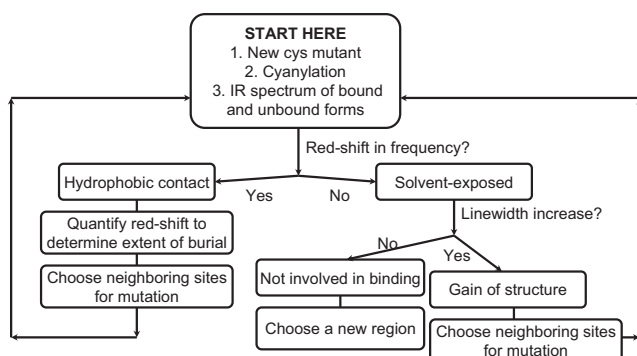 START HERE
1. New cys mutant
2. Cyanylation
3. IR spectrum of bound
and unbound forms
Red-shift in frequency?
Yes
No
Hydrophobic contact
Solvent-exposed
Quantify red-shift to
determine extent of burial
Linewidth increase?
No
Yes
Choose neighboring sites
for mutation
Not involved in binding
Gain of structure
Choose a new region
Choose neighboring sites
for mutation